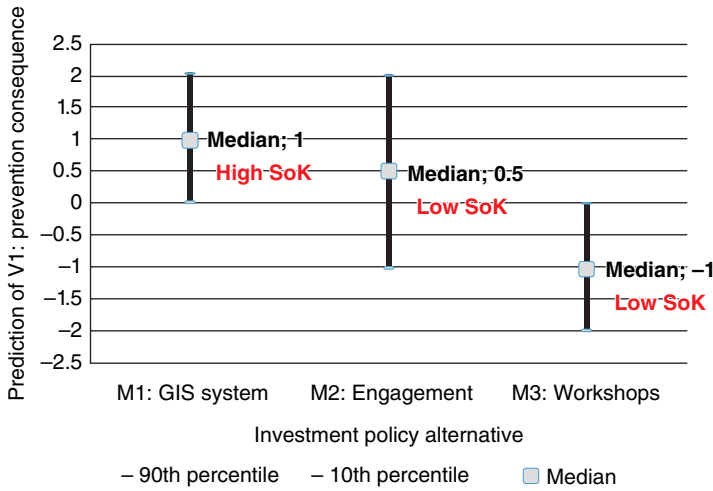 Prediction of V1: prevention consequence
2.5
2
1.5
1
0.5
0
–0.5
–1
–1.5
–2
–2.5
Median; 1
High SoK
Median; 0.5
Low SoK
Median; –1
Low SoK
M1: GIS system
M2: Engagement
M3: Workshops
Investment policy alternative
– 90th percentile – 10th percentile Median